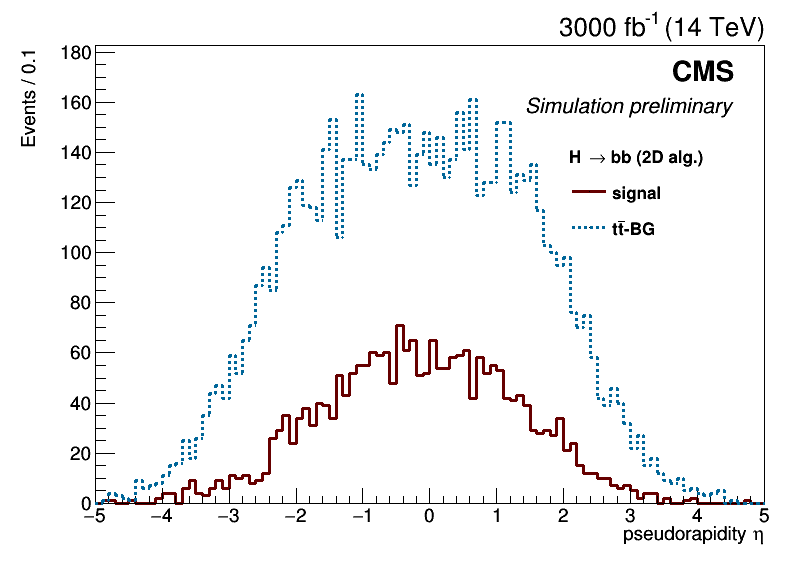 3000 fb⁻¹ (14 TeV)
CMS
Simulation preliminary
H → bb (2D alg.)
signal
tt̄-BG
Events / 0.1
180
160
140
120
100
80
60
40
20
0
−5 −4 −3 −2 −1 0 1 2 3 4 5
pseudorapidity η